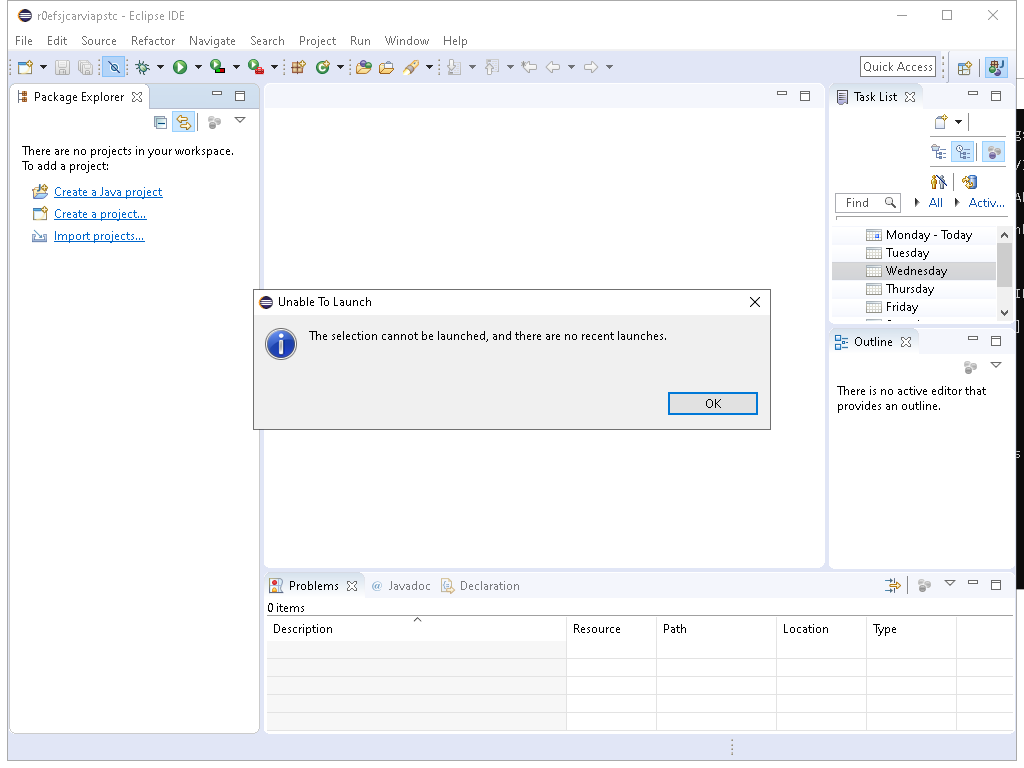 r0efsjcarviapstc - Eclipse IDE
File Edit Source Refactor Navigate Search Project Run Window Help
Quick Access
Package Explorer
There are no projects in your workspace.
To add a project:
Create a Java project
Create a project...
Import projects...
Unable To Launch
The selection cannot be launched, and there are no recent launches.
OK
Task List
Find All Activ...
Monday - Today
Tuesday
Wednesday
Thursday
Friday
Outline
There is no active editor that
provides an outline.
Problems @ Javadoc Declaration
0 items
Description Resource Path Location Type